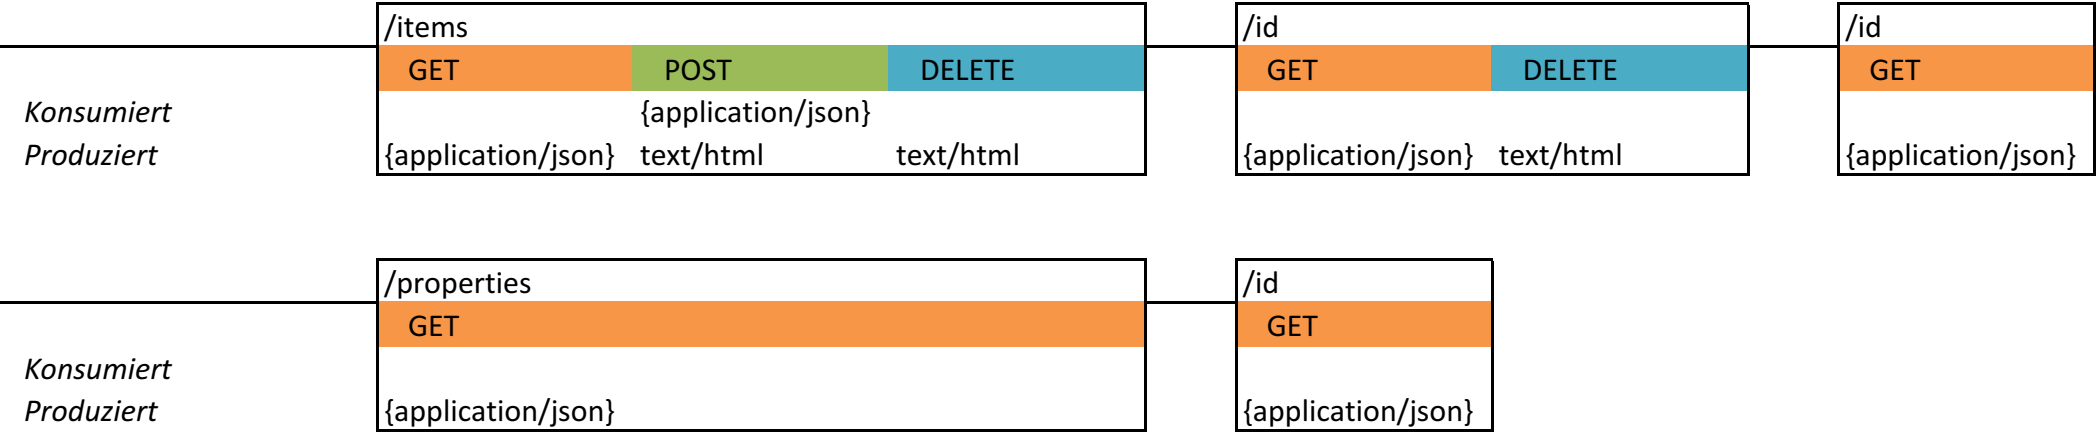 /items /id /id
GET POST DELETE GET DELETE GET
Konsumiert {application/json}
Produziert {application/json} text/html text/html {application/json} text/html {application/json}
/properties /id
GET GET
Konsumiert
Produziert {application/json} {application/json}